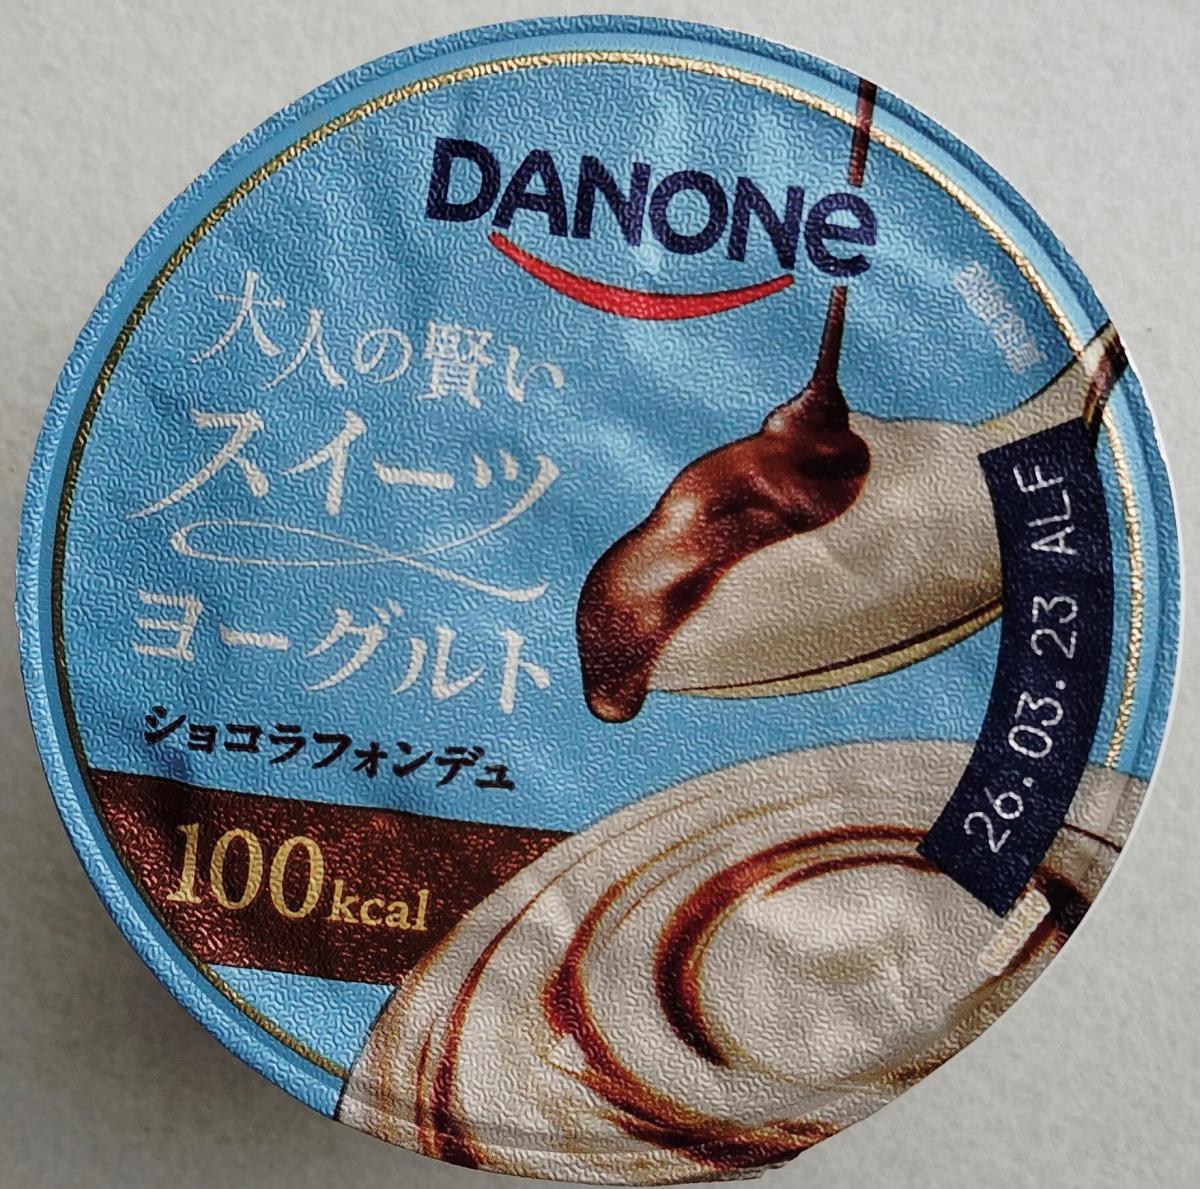 DANONe
大人の賢い
スイーツ
ヨーグルト
ショコラフォンデュ
100kcal
26.03.23 ALF